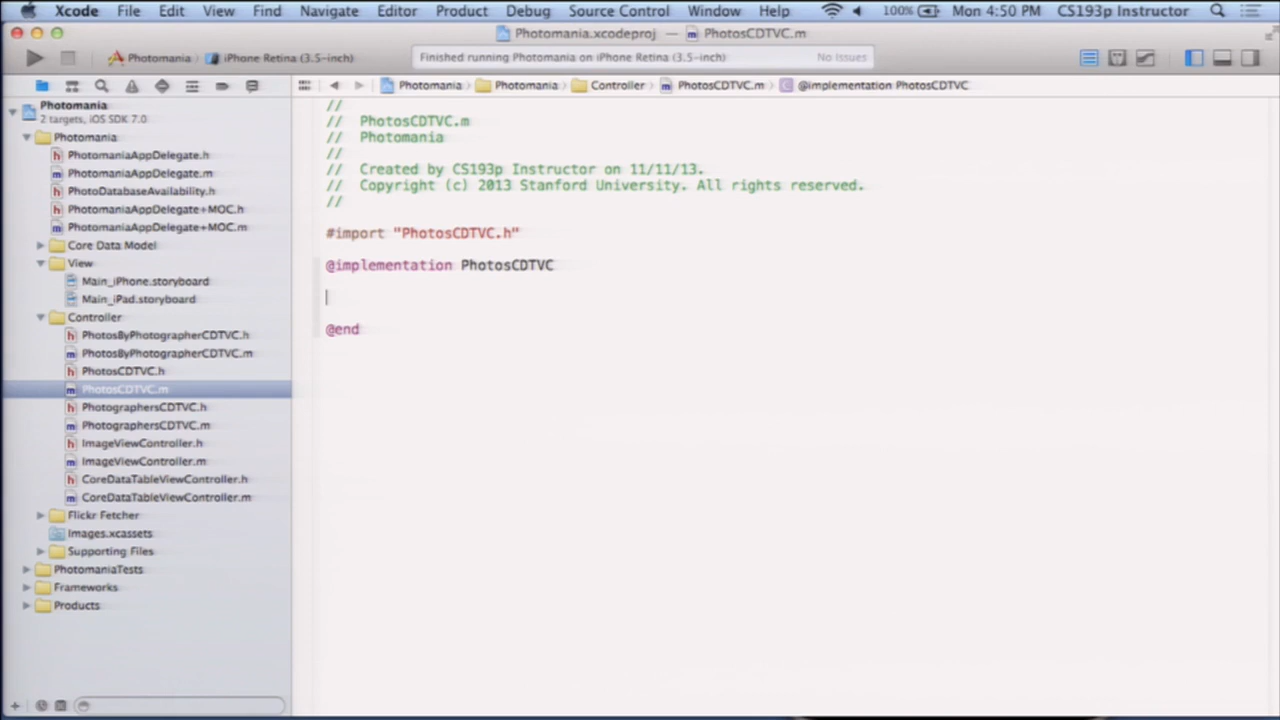 Xcode File Edit View Find Navigate Editor Product Debug Source Control Window Help 100% Mon 4:50 PM CS193p Instructor
Photomania.xcodeproj — PhotosCDTVC.m
Photomania iPhone Retina (3.5-inch) Finished running Photomania on iPhone Retina (3.5-inch) No Issues
Photomania Photomania Controller PhotosCDTVC.m @implementation PhotosCDTVC
Photomania
2 targets, iOS SDK 7.0
Photomania
PhotomaniaAppDelegate.h
PhotomaniaAppDelegate.m
PhotoDatabaseAvailability.h
PhotomaniaAppDelegate+MOC.h
PhotomaniaAppDelegate+MOC.m
Core Data Model
View
Main_iPhone.storyboard
Main_iPad.storyboard
Controller
PhotosByPhotographerCDTVC.h
PhotosByPhotographerCDTVC.m
PhotosCDTVC.h
PhotosCDTVC.m
PhotographersCDTVC.h
PhotographersCDTVC.m
ImageViewController.h
ImageViewController.m
CoreDataTableViewController.h
CoreDataTableViewController.m
Flickr Fetcher
Images.xcassets
Supporting Files
PhotomaniaTests
Frameworks
Products
//
// PhotosCDTVC.m
// Photomania
//
// Created by CS193p Instructor on 11/11/13.
// Copyright (c) 2013 Stanford University. All rights reserved.
//
#import "PhotosCDTVC.h"
@implementation PhotosCDTVC
@end